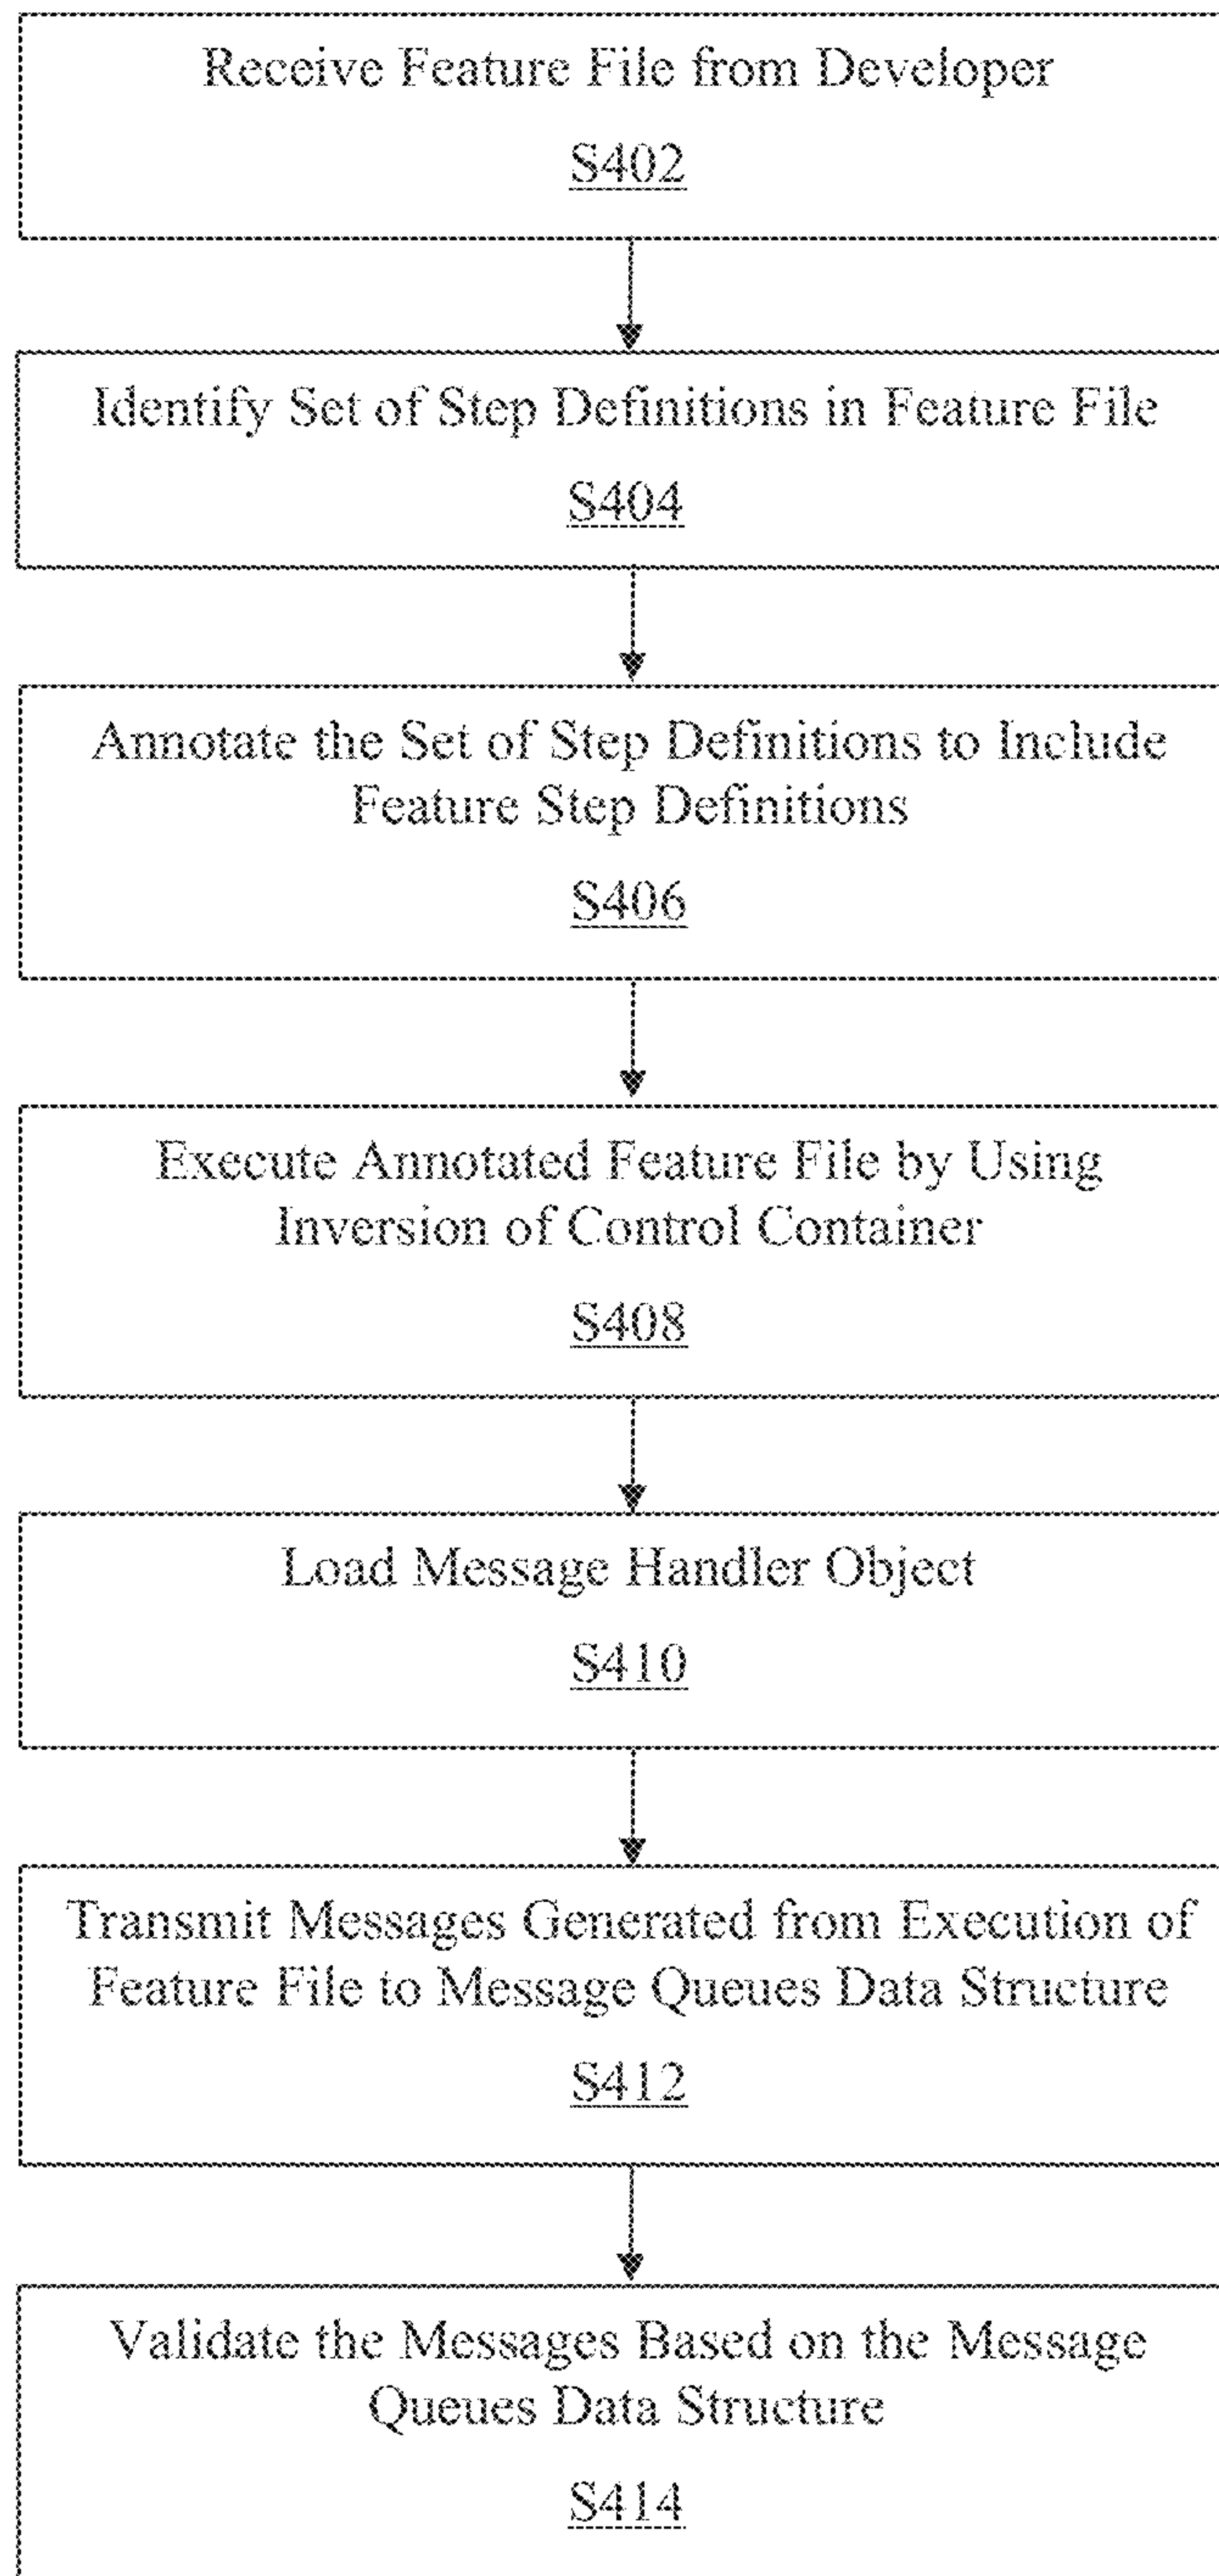 Receive Feature File from Developer
S402
Identify Set of Step Definitions in Feature File
S404
Annotate the Set of Step Definitions to Include
Feature Step Definitions
S406
Execute Annotated Feature File by Using
Inversion of Control Container
S408
Load Message Handler Object
S410
Transmit Messages Generated from Execution of
Feature File to Message Queues Data Structure
S412
Validate the Messages Based on the Message
Queues Data Structure
S414